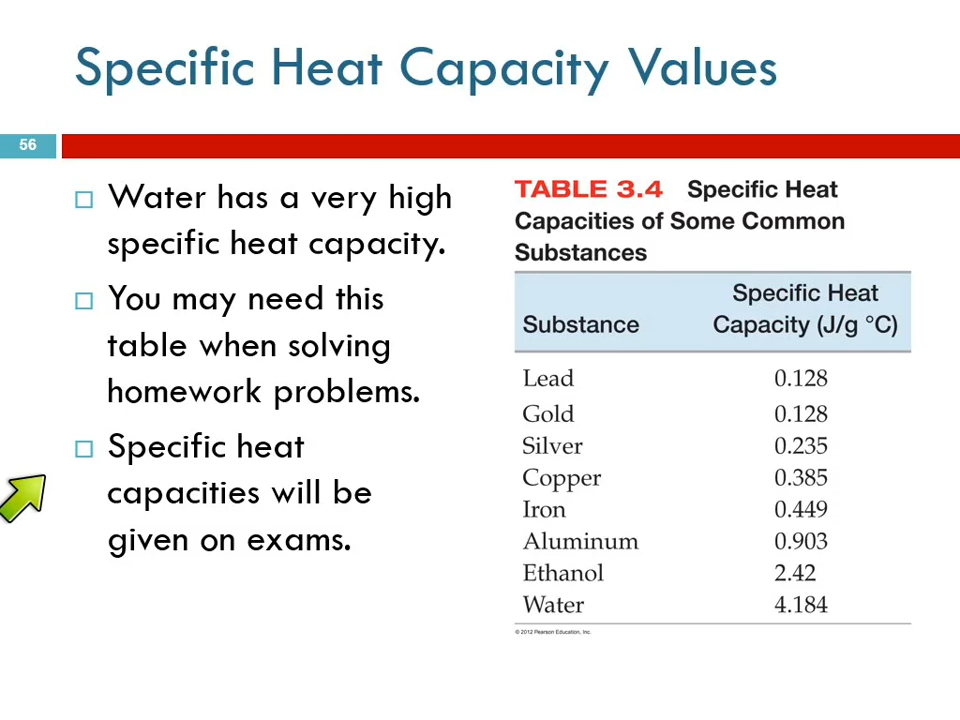 Specific Heat Capacity Values
56
Water has a very high
specific heat capacity.
You may need this
table when solving
homework problems.
Specific heat
capacities will be
given on exams.
TABLE 3.4 Specific Heat
Capacities of Some Common
Substances
Specific Heat
Substance Capacity (J/g °C)
Lead 0.128
Gold 0.128
Silver 0.235
Copper 0.385
Iron 0.449
Aluminum 0.903
Ethanol 2.42
Water 4.184
© 2012 Pearson Education, Inc.